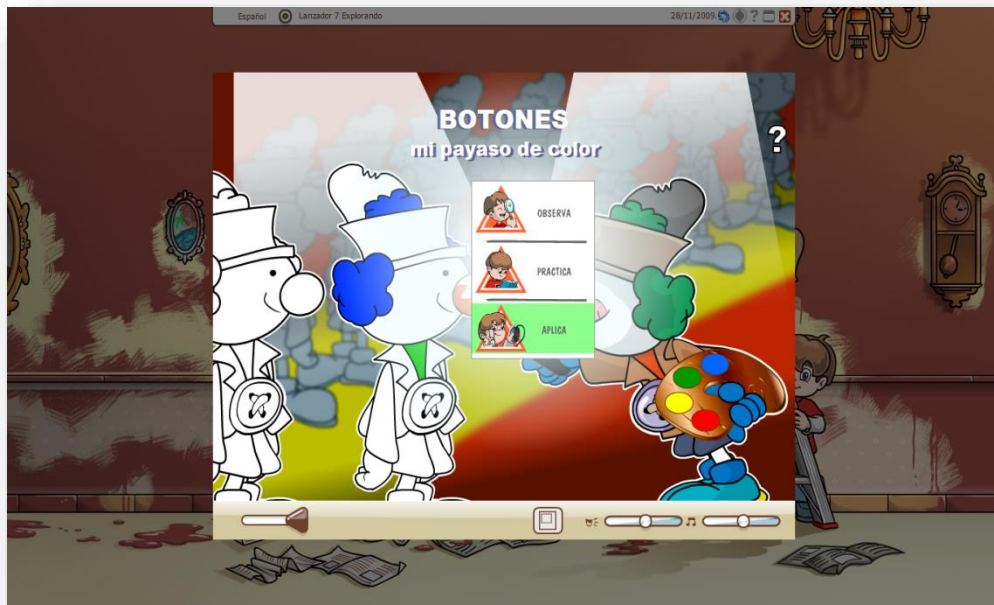 Español Lanzador 7 Explorando 28/11/2009 ?
BOTONES
mi payaso de color
?
OBSERVA
PRACTICA
APLICA